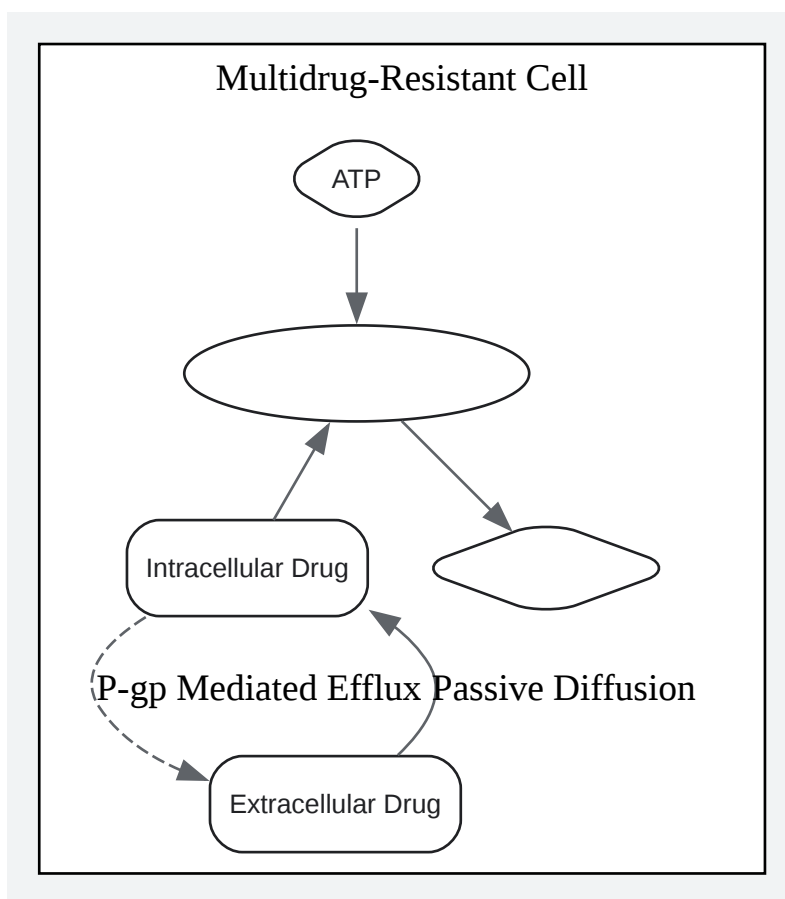 Multidrug-Resistant Cell
ATP
Intracellular Drug
P-gp Mediated Efflux
Passive Diffusion
Extracellular Drug